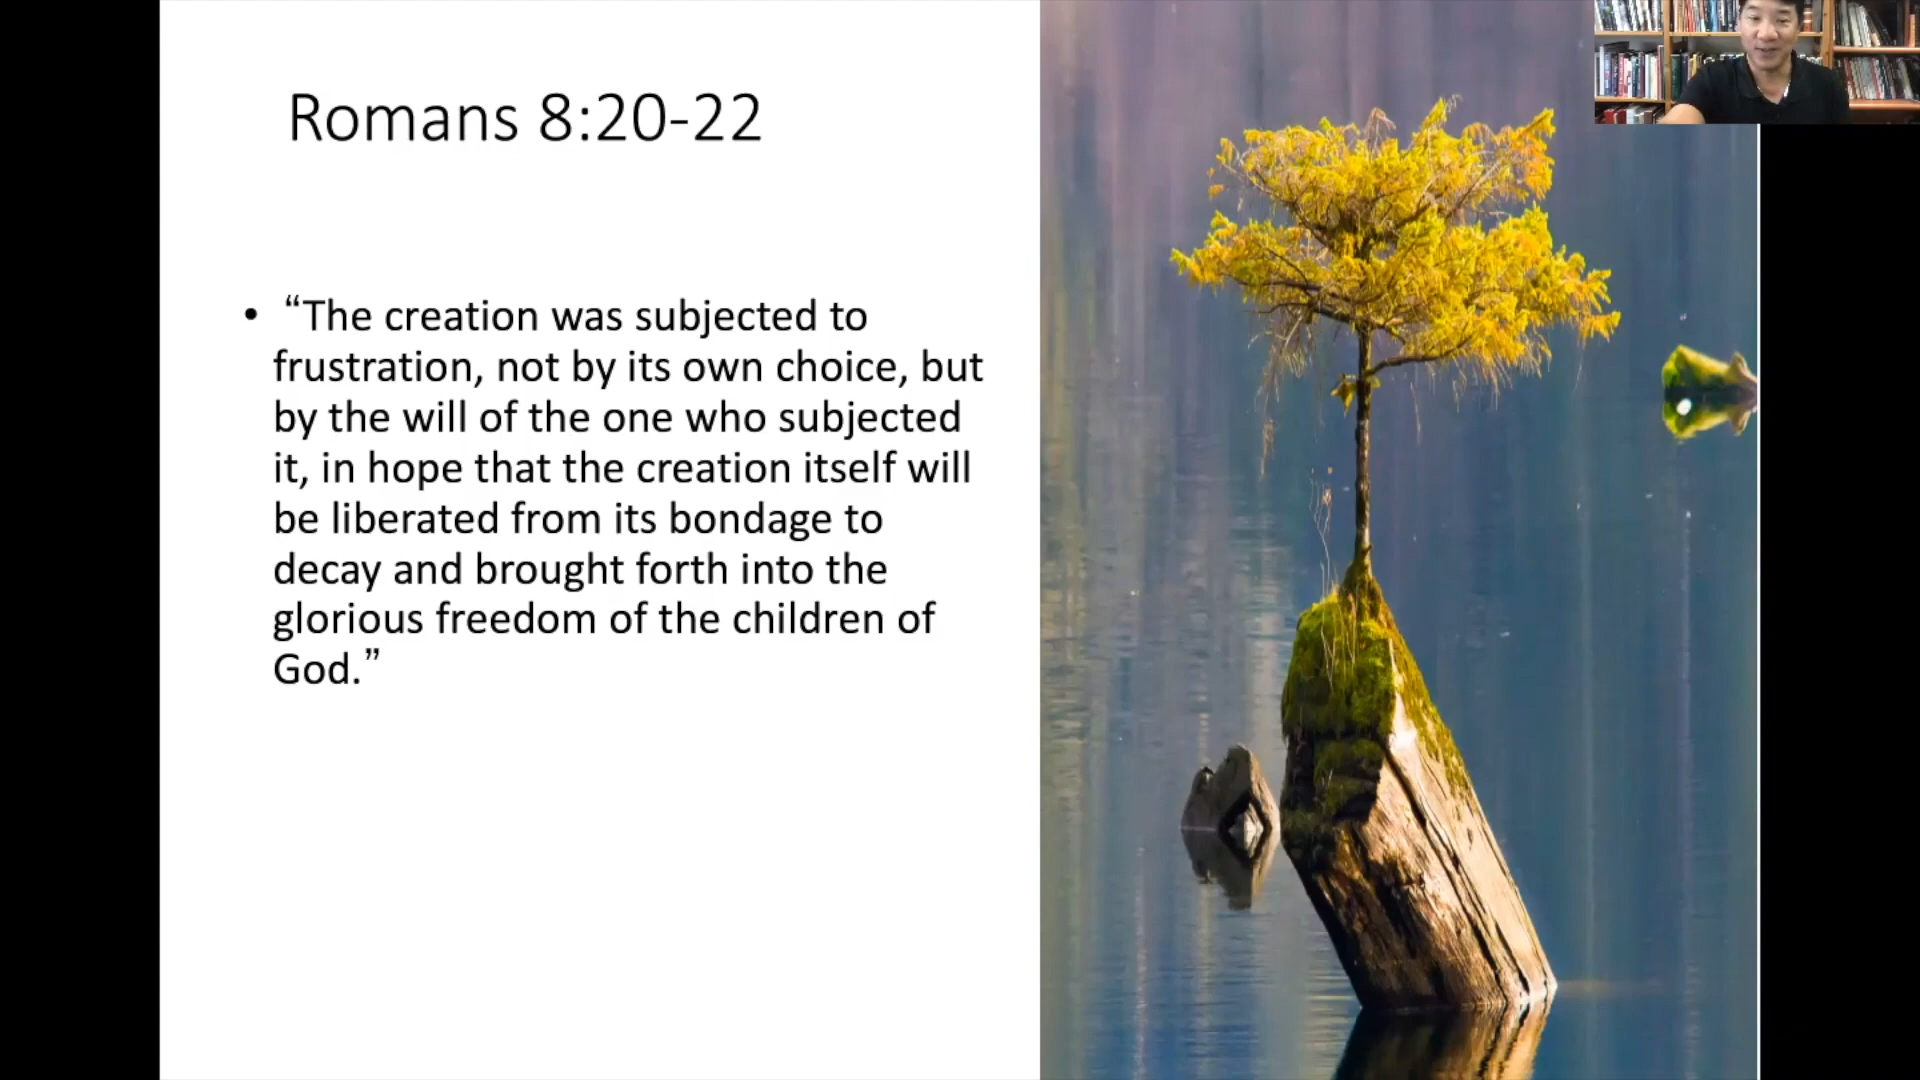 Romans 8:20-22
• “The creation was subjected to
frustration, not by its own choice, but
by the will of the one who subjected
it, in hope that the creation itself will
be liberated from its bondage to
decay and brought forth into the
glorious freedom of the children of
God.”